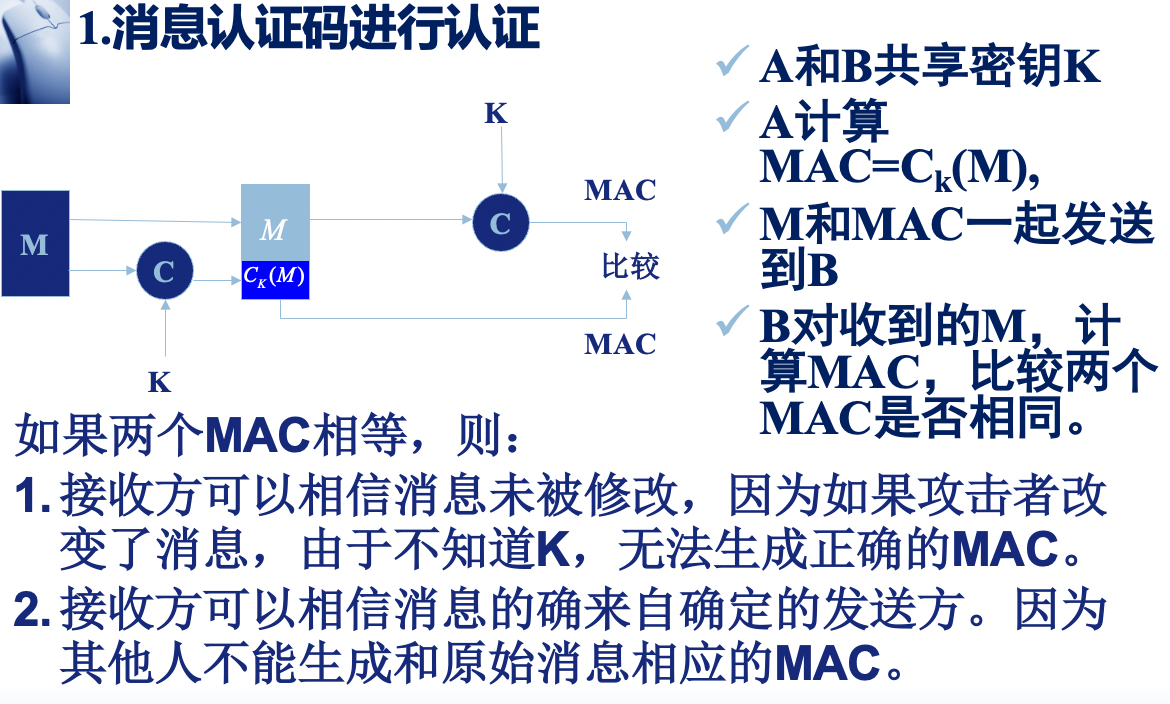 1.消息认证码进行认证
K
MAC
M
M
C
C
C_K(M)
比较
MAC
K
A和B共享密钥K
A计算
MAC=C_k(M),
M和MAC一起发送
到B
B对收到的M，计
算MAC，比较两个
MAC是否相同。
如果两个MAC相等，则：
1. 接收方可以相信消息未被修改，因为如果攻击者改
变了消息，由于不知道K，无法生成正确的MAC。
2. 接收方可以相信消息的确来自确定的发送方。因为
其他人不能生成和原始消息相应的MAC。